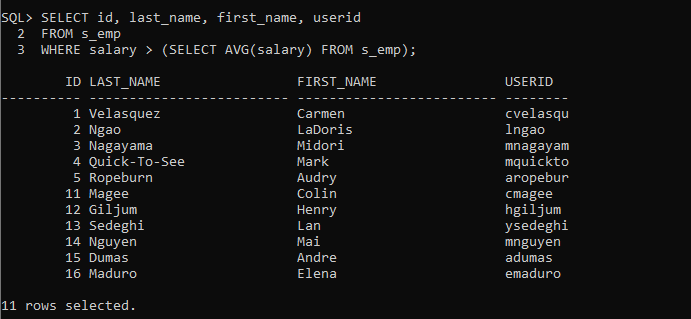 SQL> SELECT id, last_name, first_name, userid
  2  FROM s_emp
  3  WHERE salary > (SELECT AVG(salary) FROM s_emp);

        ID LAST_NAME                 FIRST_NAME                USERID
---------- ------------------------- ------------------------- --------
         1 Velasquez                 Carmen                    cvelasqu
         2 Ngao                      LaDoris                   lngao
         3 Nagayama                  Midori                    mnagayam
         4 Quick-To-See              Mark                      mquickto
         5 Ropeburn                  Audry                     aropebur
        11 Magee                     Colin                     cmagee
        12 Giljum                    Henry                     hgiljum
        13 Sedeghi                   Lan                       ysedeghi
        14 Nguyen                    Mai                       mnguyen
        15 Dumas                     Andre                     adumas
        16 Maduro                    Elena                     emaduro

11 rows selected.